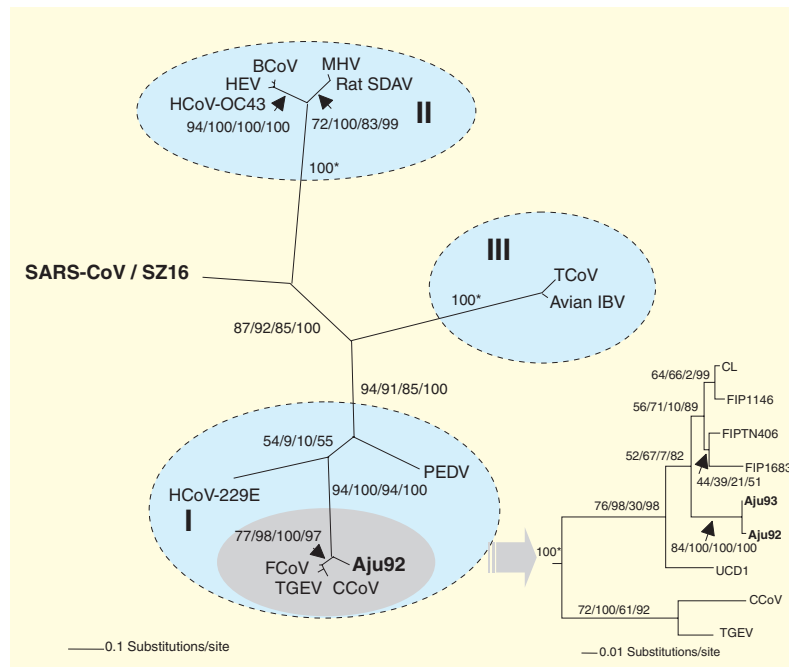 BCoV
MHV
HEV
Rat SDAV
HCoV-OC43
II
94/100/100/100
72/100/83/99
100*
III
SARS-CoV / SZ16
TCoV
100*
Avian IBV
87/92/85/100
94/91/85/100
54/9/10/55
PEDV
HCoV-229E
94/100/94/100
I
77/98/100/97
FCoV
Aju92
TGEV
CCoV
0.1 Substitutions/site
CL
64/66/2/99
FIP1146
56/71/10/89
FIPTN406
52/67/7/82
FIP1683
44/39/21/51
Aju93
76/98/30/98
Aju92
84/100/100/100
100*
UCD1
CCoV
72/100/61/92
TGEV
0.01 Substitutions/site